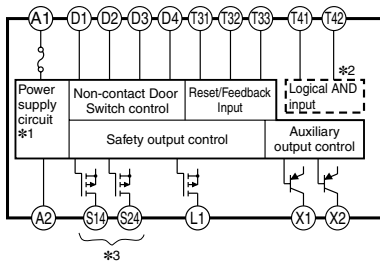 A1 D1 D2 D3 D4 T31 T32 T33 T41 T42
*2
Power supply circuit *1
Non-contact Door Switch control
Reset/Feedback Input
Logical AND input
Safety output control
Auxiliary output control
A2 S14 S24 L1 X1 X2
*3